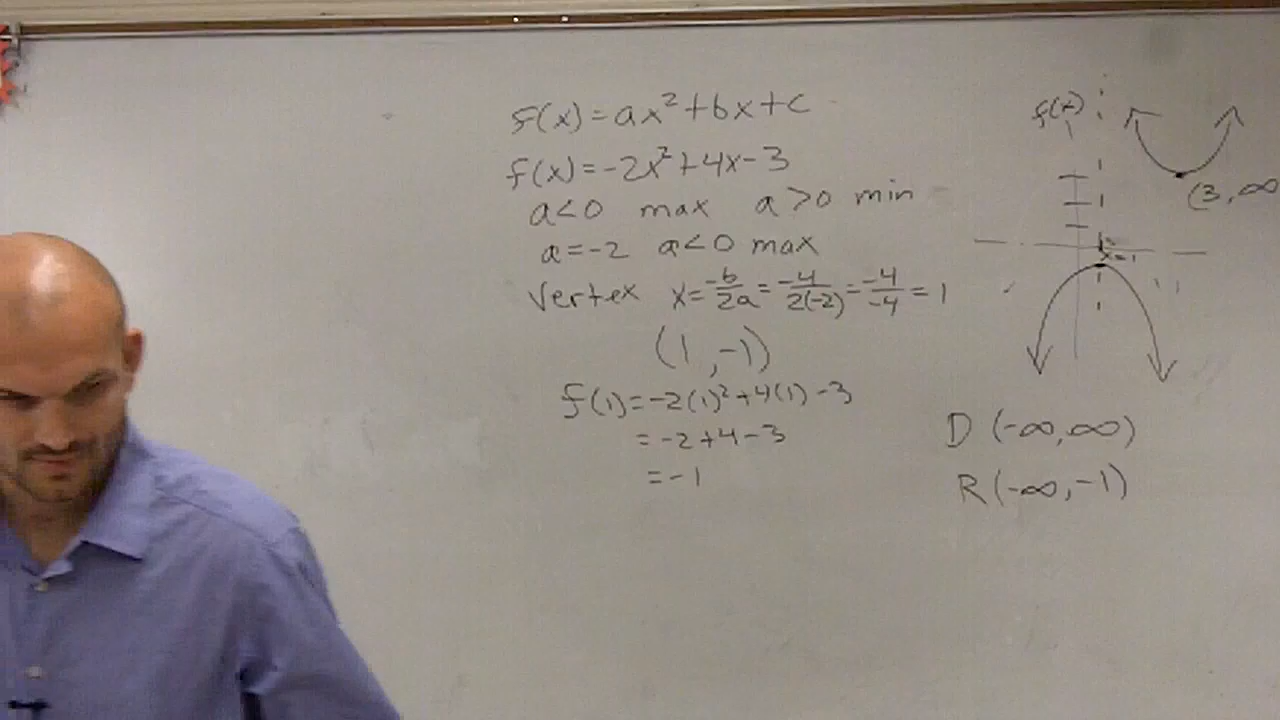 f(x) = ax² + bx + c
f(x) = -2x² + 4x - 3
a<0 max a>0 min
a = -2 a<0 max
Vertex x = -b/2a = -4/2(-2) = -4/-4 = 1
(1, -1)
f(1) = -2(1)² + 4(1) - 3
= -2 + 4 - 3
= -1
f(x)
(3, ∞
x=1
D (-∞, ∞)
R (-∞, -1)